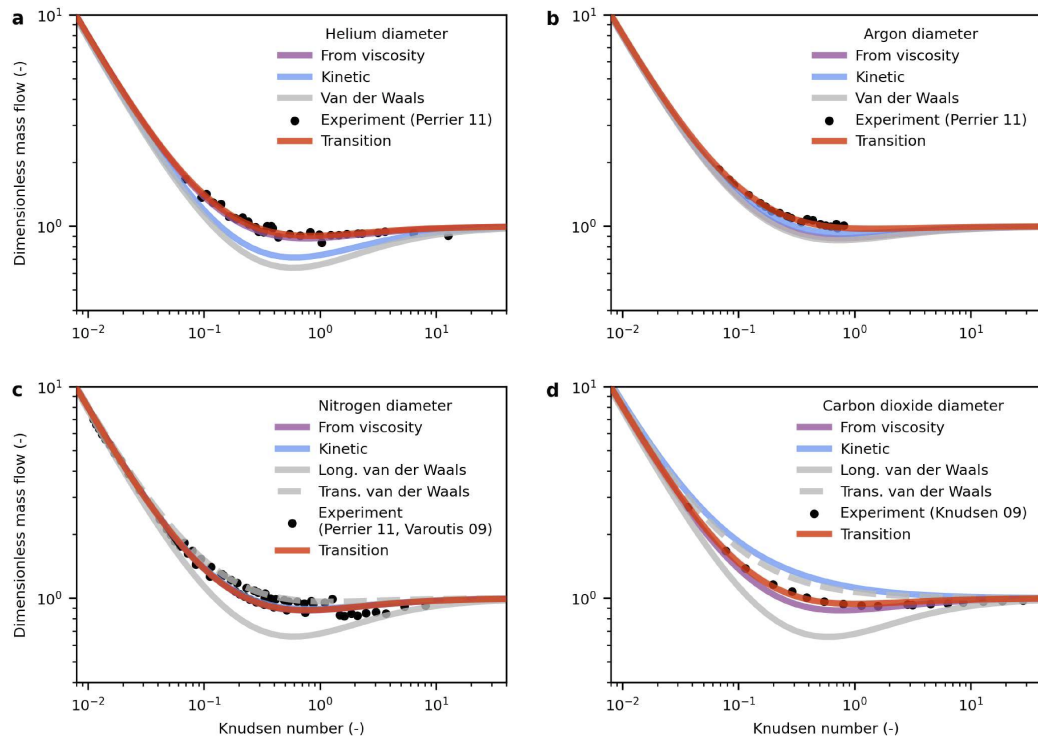 a
Dimensionless mass flow (-)
10¹
10⁰
Helium diameter
From viscosity
Kinetic
Van der Waals
Experiment (Perrier 11)
Transition
10⁻² 10⁻¹ 10⁰ 10¹
b
10¹
10⁰
Argon diameter
From viscosity
Kinetic
Van der Waals
Experiment (Perrier 11)
Transition
10⁻² 10⁻¹ 10⁰ 10¹
c
Dimensionless mass flow (-)
10¹
10⁰
Nitrogen diameter
From viscosity
Kinetic
Long. van der Waals
Trans. van der Waals
Experiment
(Perrier 11, Varoutis 09)
Transition
10⁻² 10⁻¹ 10⁰ 10¹
Knudsen number (-)
d
10¹
10⁰
Carbon dioxide diameter
From viscosity
Kinetic
Long. van der Waals
Trans. van der Waals
Experiment (Knudsen 09)
Transition
10⁻² 10⁻¹ 10⁰ 10¹
Knudsen number (-)